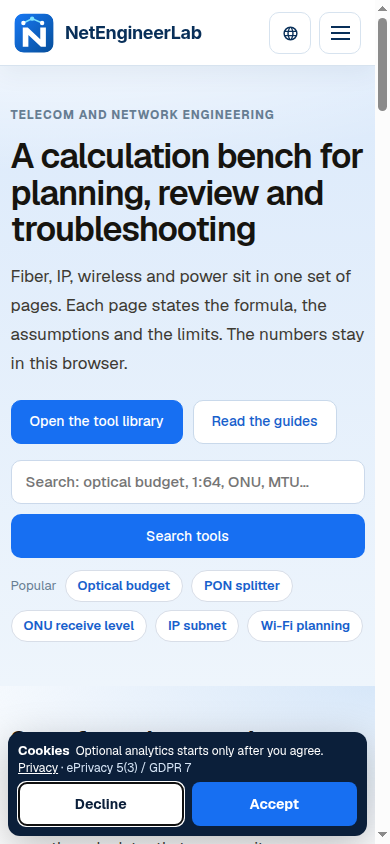 NetEngineerLab
TELECOM AND NETWORK ENGINEERING
A calculation bench for
planning, review and
troubleshooting
Fiber, IP, wireless and power sit in one set of
pages. Each page states the formula, the
assumptions and the limits. The numbers stay
in this browser.
Open the tool library
Read the guides
Search: optical budget, 1:64, ONU, MTU...
Search tools
Popular
Optical budget
PON splitter
ONU receive level
IP subnet
Wi-Fi planning
Cookies Optional analytics starts only after you agree.
Privacy · ePrivacy 5(3) / GDPR 7
Decline
Accept